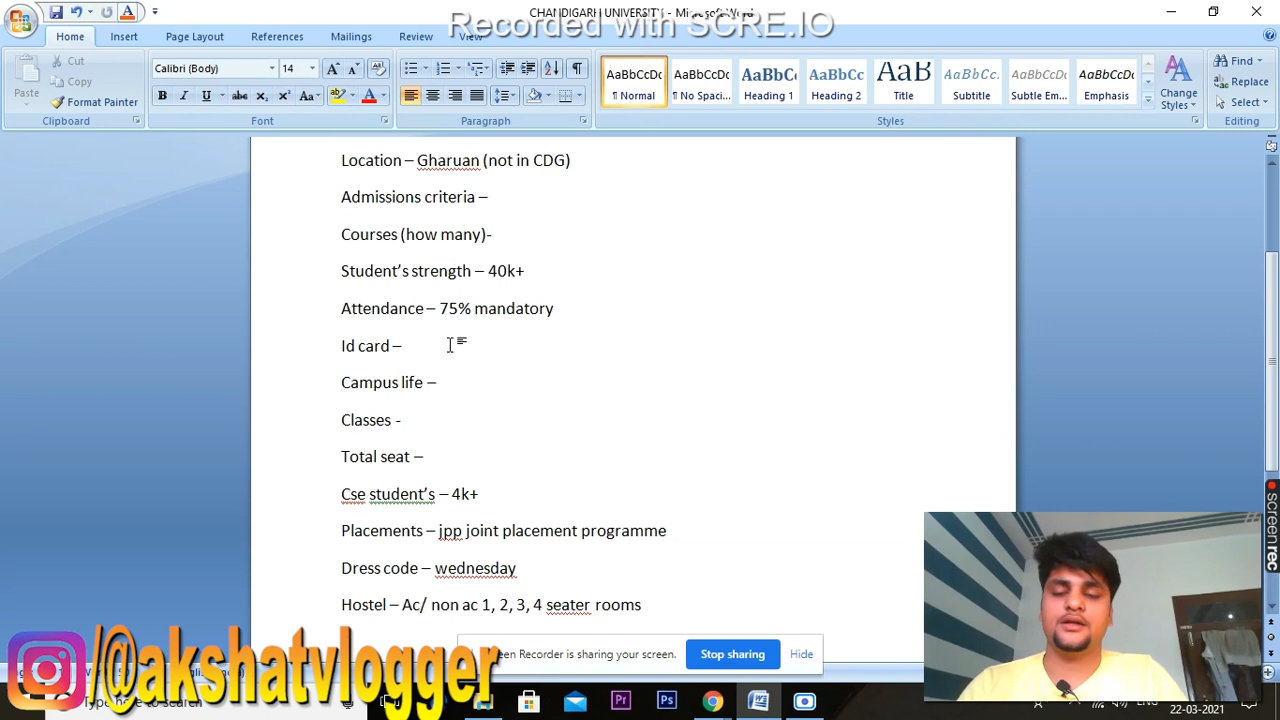 CHANDIGARH UNIVERSITY - Microsoft Word
Recorded with SCRE.IO
Home Insert Page Layout References Mailings Review View
Paste
Cut
Copy
Format Painter
Clipboard
Calibri (Body) 14
Font
Paragraph
AaBbCcDc AaBbCcDc AaBbC AaBbCc AaB AaBbCc. AaBbCcDc AaBbCcDc
¶ Normal ¶ No Spaci... Heading 1 Heading 2 Title Subtitle Subtle Em... Emphasis
Change Styles
Styles
Find
Replace
Select
Editing
Location – Gharuan (not in CDG)
Admissions criteria –
Courses (how many)-
Student's strength – 40k+
Attendance – 75% mandatory
Id card –
Campus life –
Classes -
Total seat –
Cse student's – 4k+
Placements – jpp joint placement programme
Dress code – wednesday
Hostel – Ac/ non ac 1, 2, 3, 4 seater rooms
screenrec
een Recorder is sharing your screen. Stop sharing Hide
@akshatvlogger
Type here to search
ENG
22-03-2021